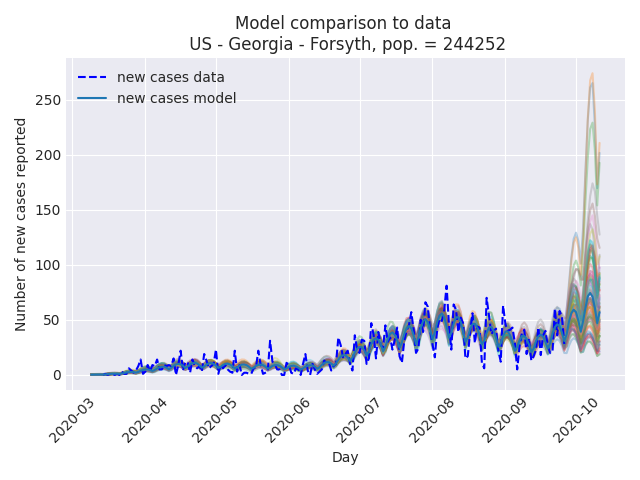 Model comparison to data
US - Georgia - Forsyth, pop. = 244252
new cases data
new cases model
Number of new cases reported
250
200
150
100
50
0
2020-03
2020-04
2020-05
2020-06
2020-07
2020-08
2020-09
2020-10
Day